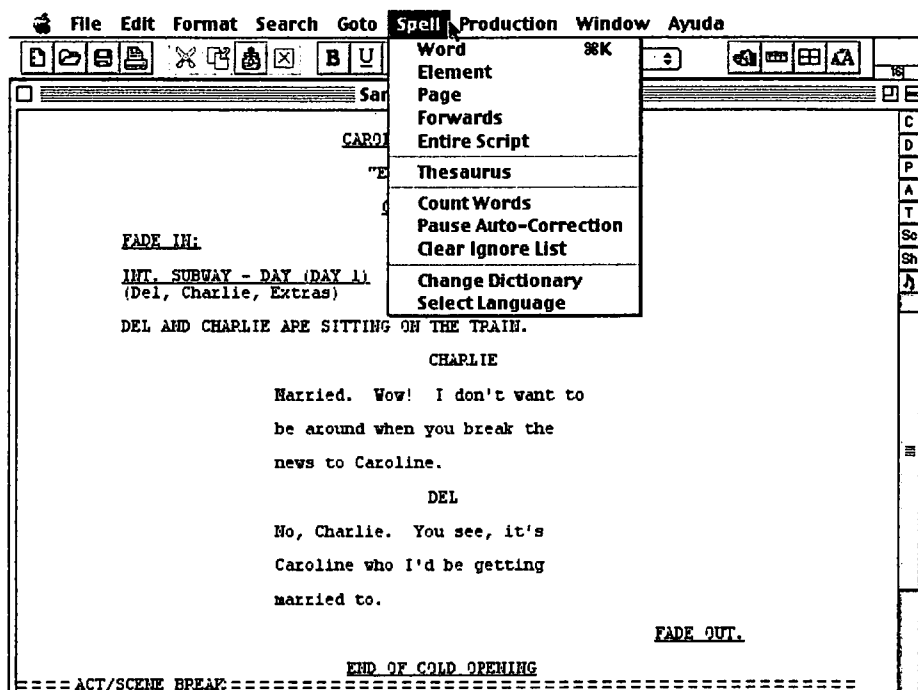 File Edit Format Search Goto Spell Production Window Ayuda
B U
16
San
Word ⌘K
Element
Page
Forwards
Entire Script
Thesaurus
Count Words
Pause Auto-Correction
Clear Ignore List
Change Dictionary
Select Language
C
D
P
A
T
Sc
Sh
CAROL
"E
FADE IN:
INT. SUBWAY - DAY (DAY 1)
(Del, Charlie, Extras)
DEL AND CHARLIE ARE SITTING ON THE TRAIN.
CHARLIE
Married. Wow! I don't want to
be around when you break the
news to Caroline.
DEL
No, Charlie. You see, it's
Caroline who I'd be getting
married to.
FADE OUT.
END OF COLD OPENING
====ACT/SCENE BREAK====